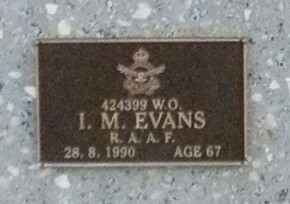 424399 W.O.
I. M. EVANS
R. A. A. F.
28. 8. 1990 AGE 67